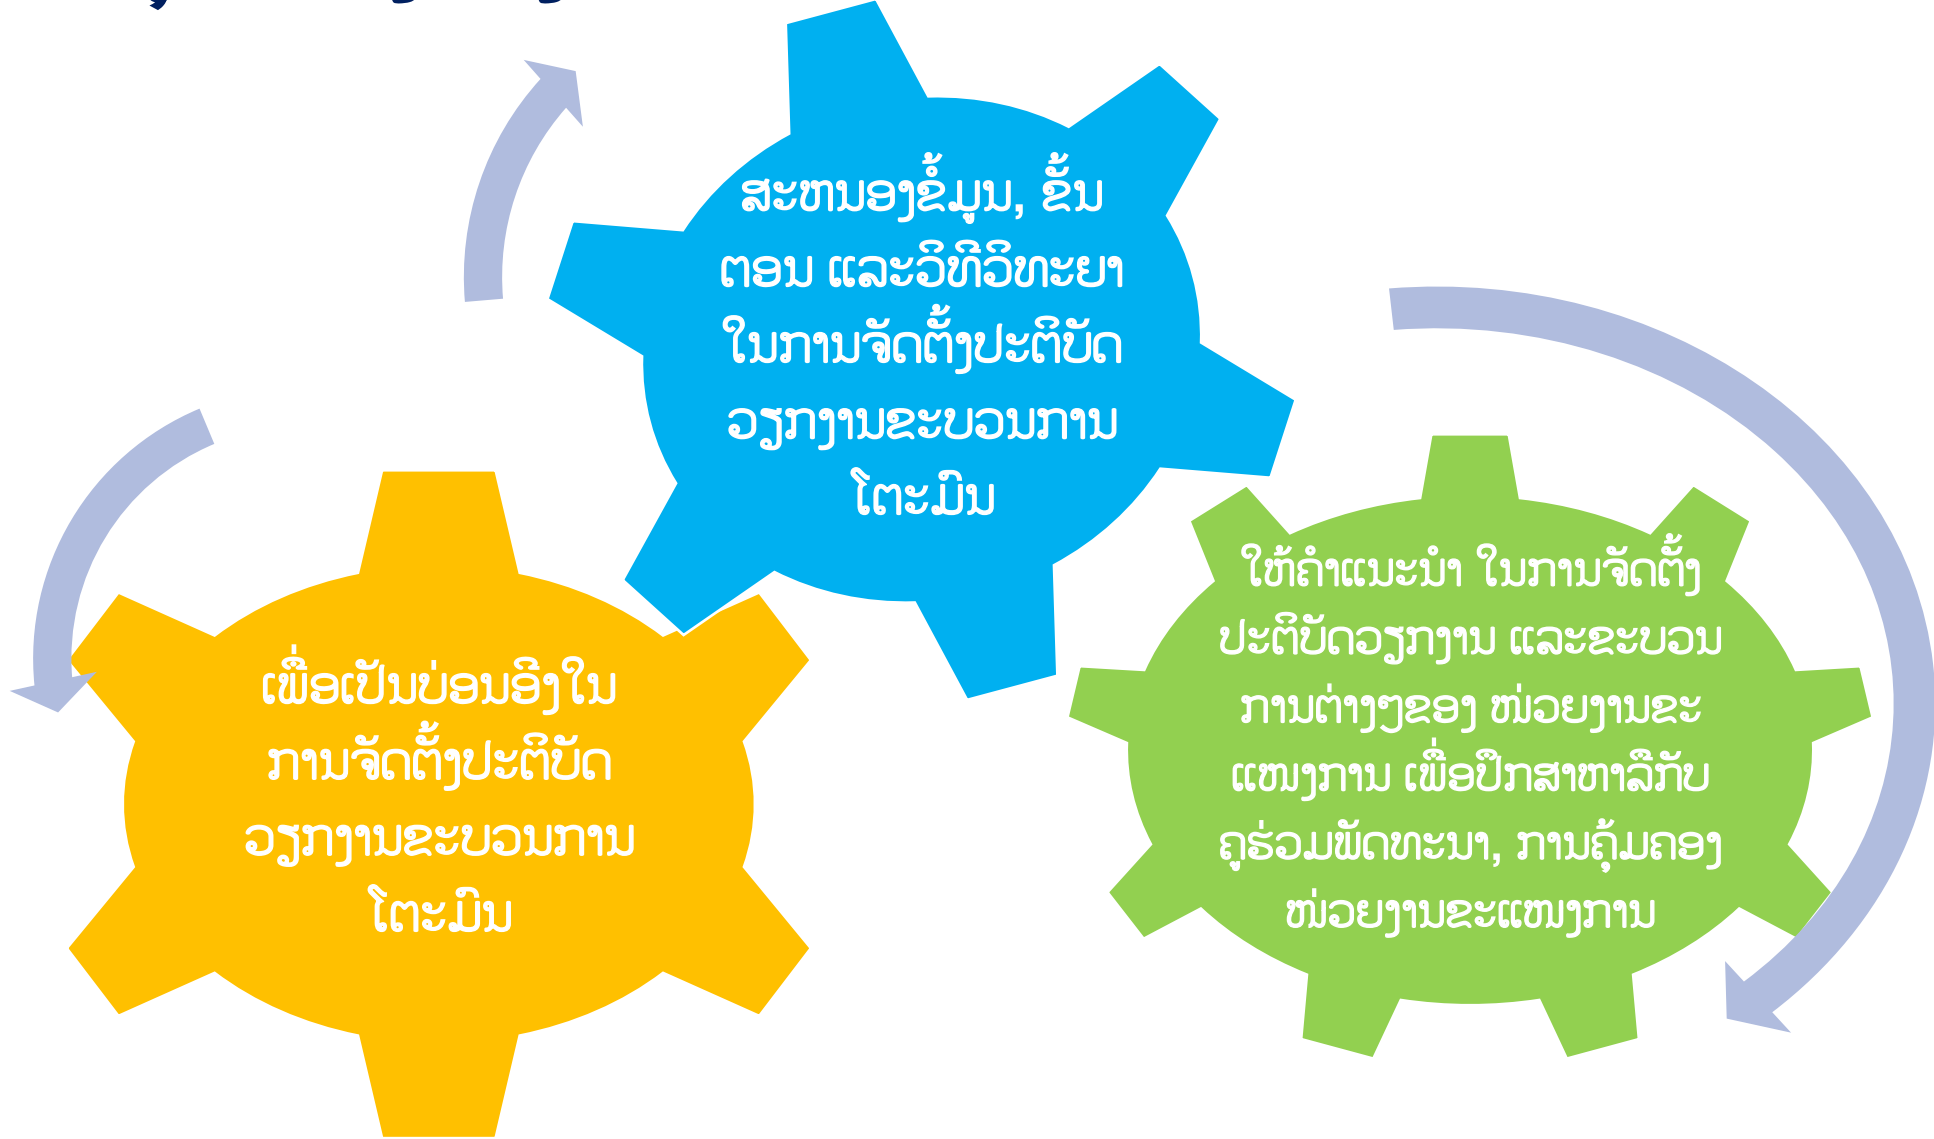 ສະຫນອງຂໍ້ມູນ, ຂັ້ນ
ຕອນ ແລະວິທີວິທະຍາ
ໃນການຈັດຕັ້ງປະຕິບັດ
ວຽກງານຂະບວນການ
ໂຕະມົນ
ໃຫ້ຄຳແນະນຳ ໃນການຈັດຕັ້ງ
ປະຕິບັດວຽກງານ ແລະຂະບວນ
ການຕ່າງໆຂອງ ໜ່ວຍງານຂະ
ແໜງການ ເພື່ອປຶກສາຫາລືກັບ
ຄູຮ່ວມພັດທະນາ, ການຄຸ້ມຄອງ
ໜ່ວຍງານຂະແໜງການ
ເພື່ອເປັນບ່ອນອີງໃນ
ການຈັດຕັ້ງປະຕິບັດ
ວຽກງານຂະບວນການ
ໂຕະມົນ